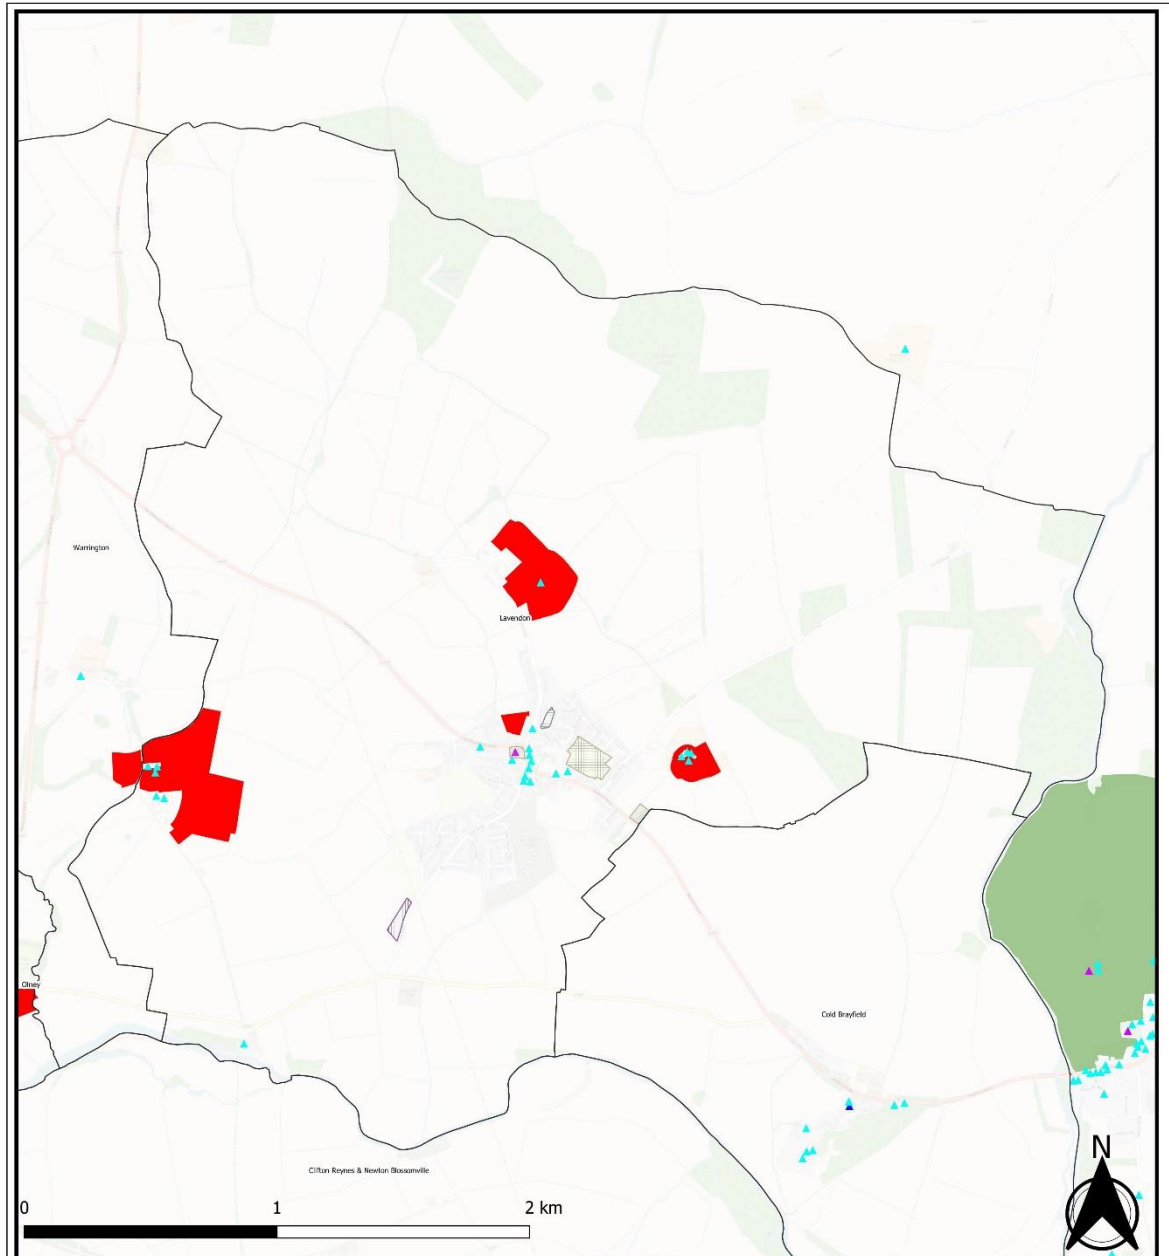 Warrington
Lavendon
Olney
Cold Brayfield
Clifton Reynes & Newton Blossomville
N
0 1 2 km